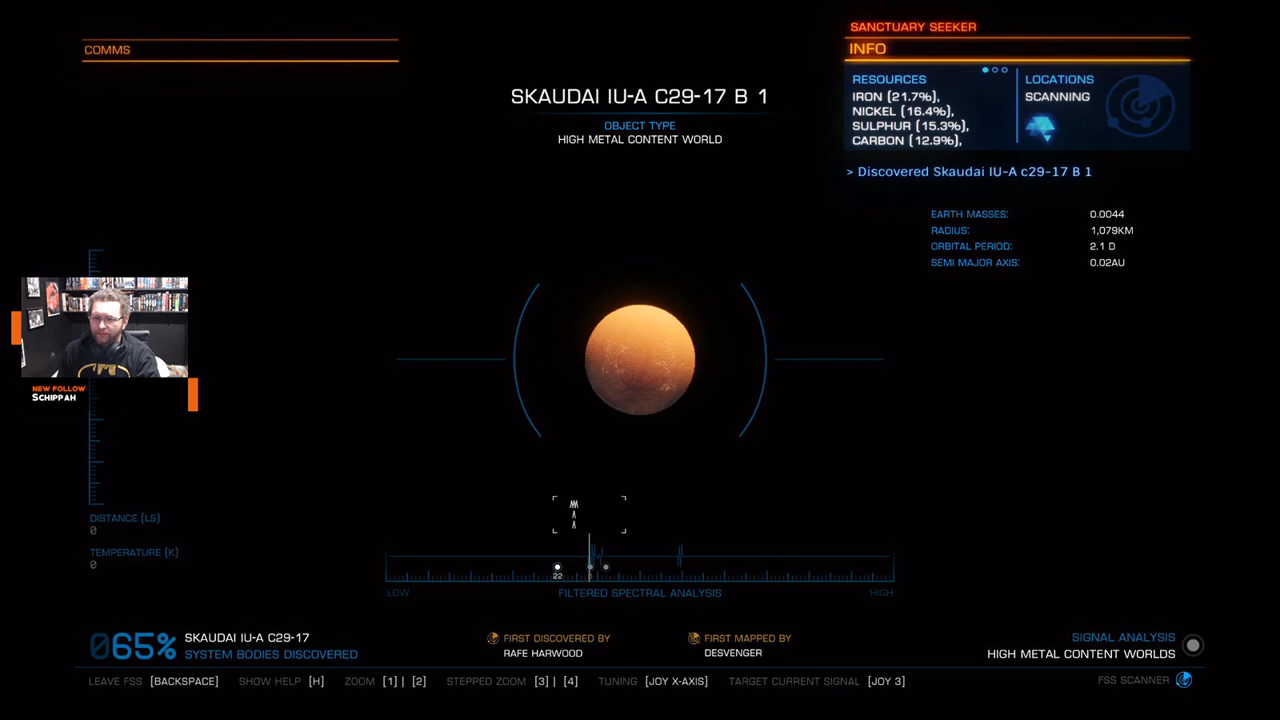 COMMS
SANCTUARY SEEKER
INFO
SKAUDAI IU-A C29-17 B 1
OBJECT TYPE
HIGH METAL CONTENT WORLD
RESOURCES
IRON (21.7%),
NICKEL (16.4%),
SULPHUR (15.3%),
CARBON (12.9%),
LOCATIONS
SCANNING
> Discovered Skaudai IU-A c29-17 B 1
EARTH MASSES: 0.0044
RADIUS: 1,079KM
ORBITAL PERIOD: 2.1 D
SEMI MAJOR AXIS: 0.02AU
NEW FOLLOW
SCHIPPAH
DISTANCE (LS)
0
TEMPERATURE (K)
0
22
LOW
FILTERED SPECTRAL ANALYSIS
HIGH
065%
SKAUDAI IU-A C29-17
SYSTEM BODIES DISCOVERED
FIRST DISCOVERED BY
RAFE HARWOOD
FIRST MAPPED BY
DESVENGER
SIGNAL ANALYSIS
HIGH METAL CONTENT WORLDS
LEAVE FSS [BACKSPACE] SHOW HELP [H] ZOOM [1] | [2] STEPPED ZOOM [3] | [4] TUNING [JOY X-AXIS] TARGET CURRENT SIGNAL [JOY 3]
FSS SCANNER